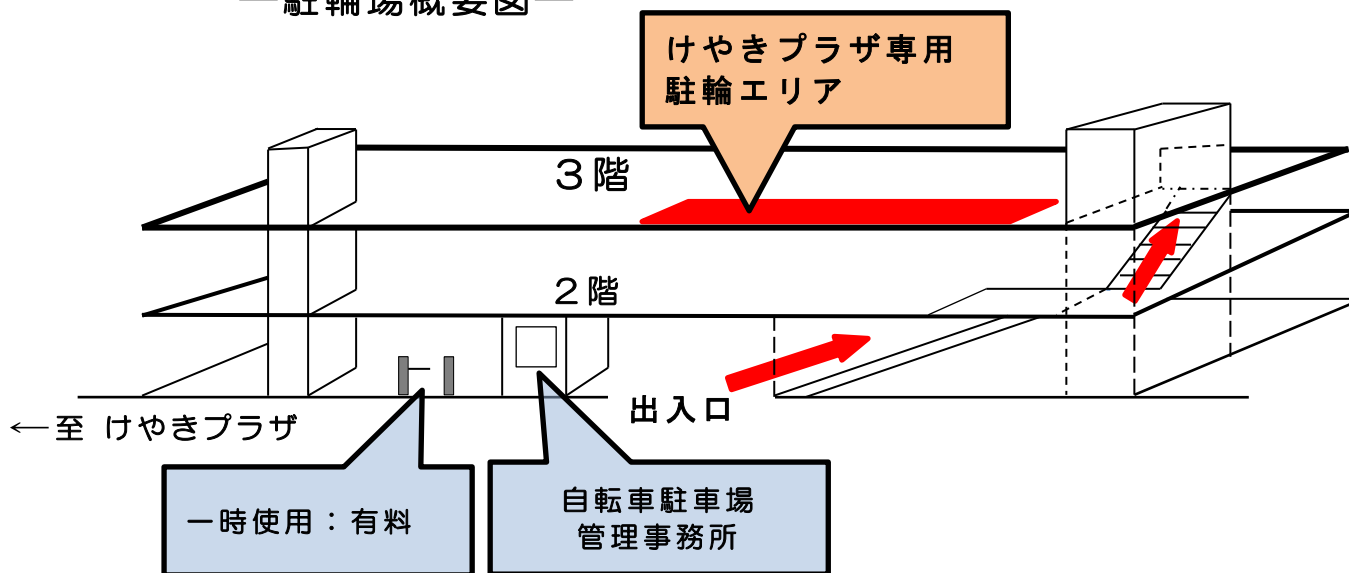 ―駐輪場概要図―
けやきプラザ専用
駐輪エリア
3階
2階
出入口
←至 けやきプラザ
一時使用：有料
自転車駐車場
管理事務所